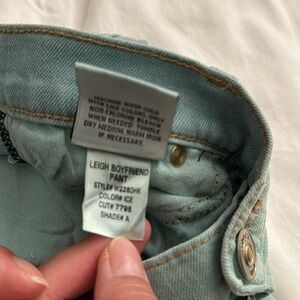 MACHINE WASH COLD
WITH LIKE COLORS, ONLY
NON CHLORINE BLEACH
WHEN NEEDED TUMBLE
DRY MEDIUM, WARM IRON
IF NECESSARY.
LEIGH BOYFRIEND
PANT
STYLE# W2280HK
COLOR# ICE
CUT# 7798
SHADE# A